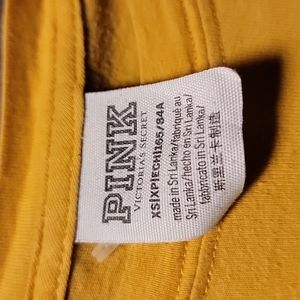 PINK
VICTORIA'S SECRET
XS|XP|ECH|165/84A
made in Sri Lanka/fabriqué au
Sri Lanka/hecho en Sri Lanka/
fabricato in Sri Lanka/
斯里兰卡制造